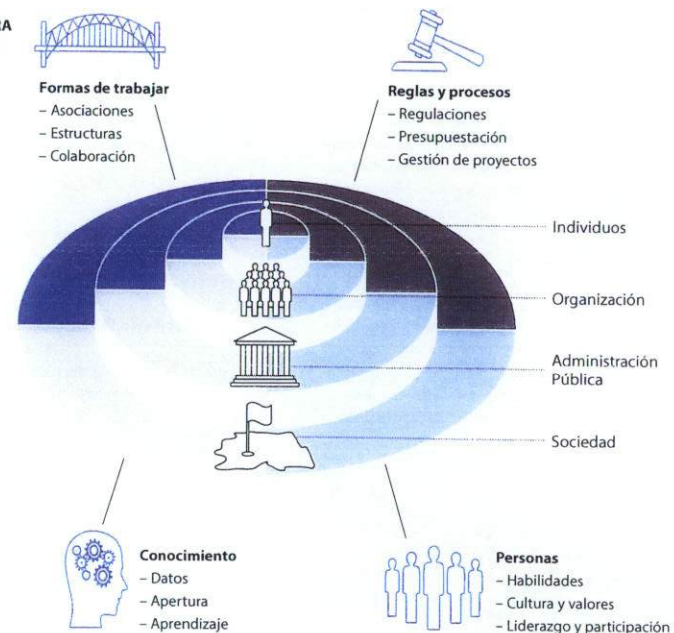 RA
Formas de trabajar
– Asociaciones
– Estructuras
– Colaboración
Reglas y procesos
– Regulaciones
– Presupuestación
– Gestión de proyectos
Individuos
Organización
Administración
Pública
Sociedad
Conocimiento
– Datos
– Apertura
– Aprendizaje
Personas
– Habilidades
– Cultura y valores
– Liderazgo y participación